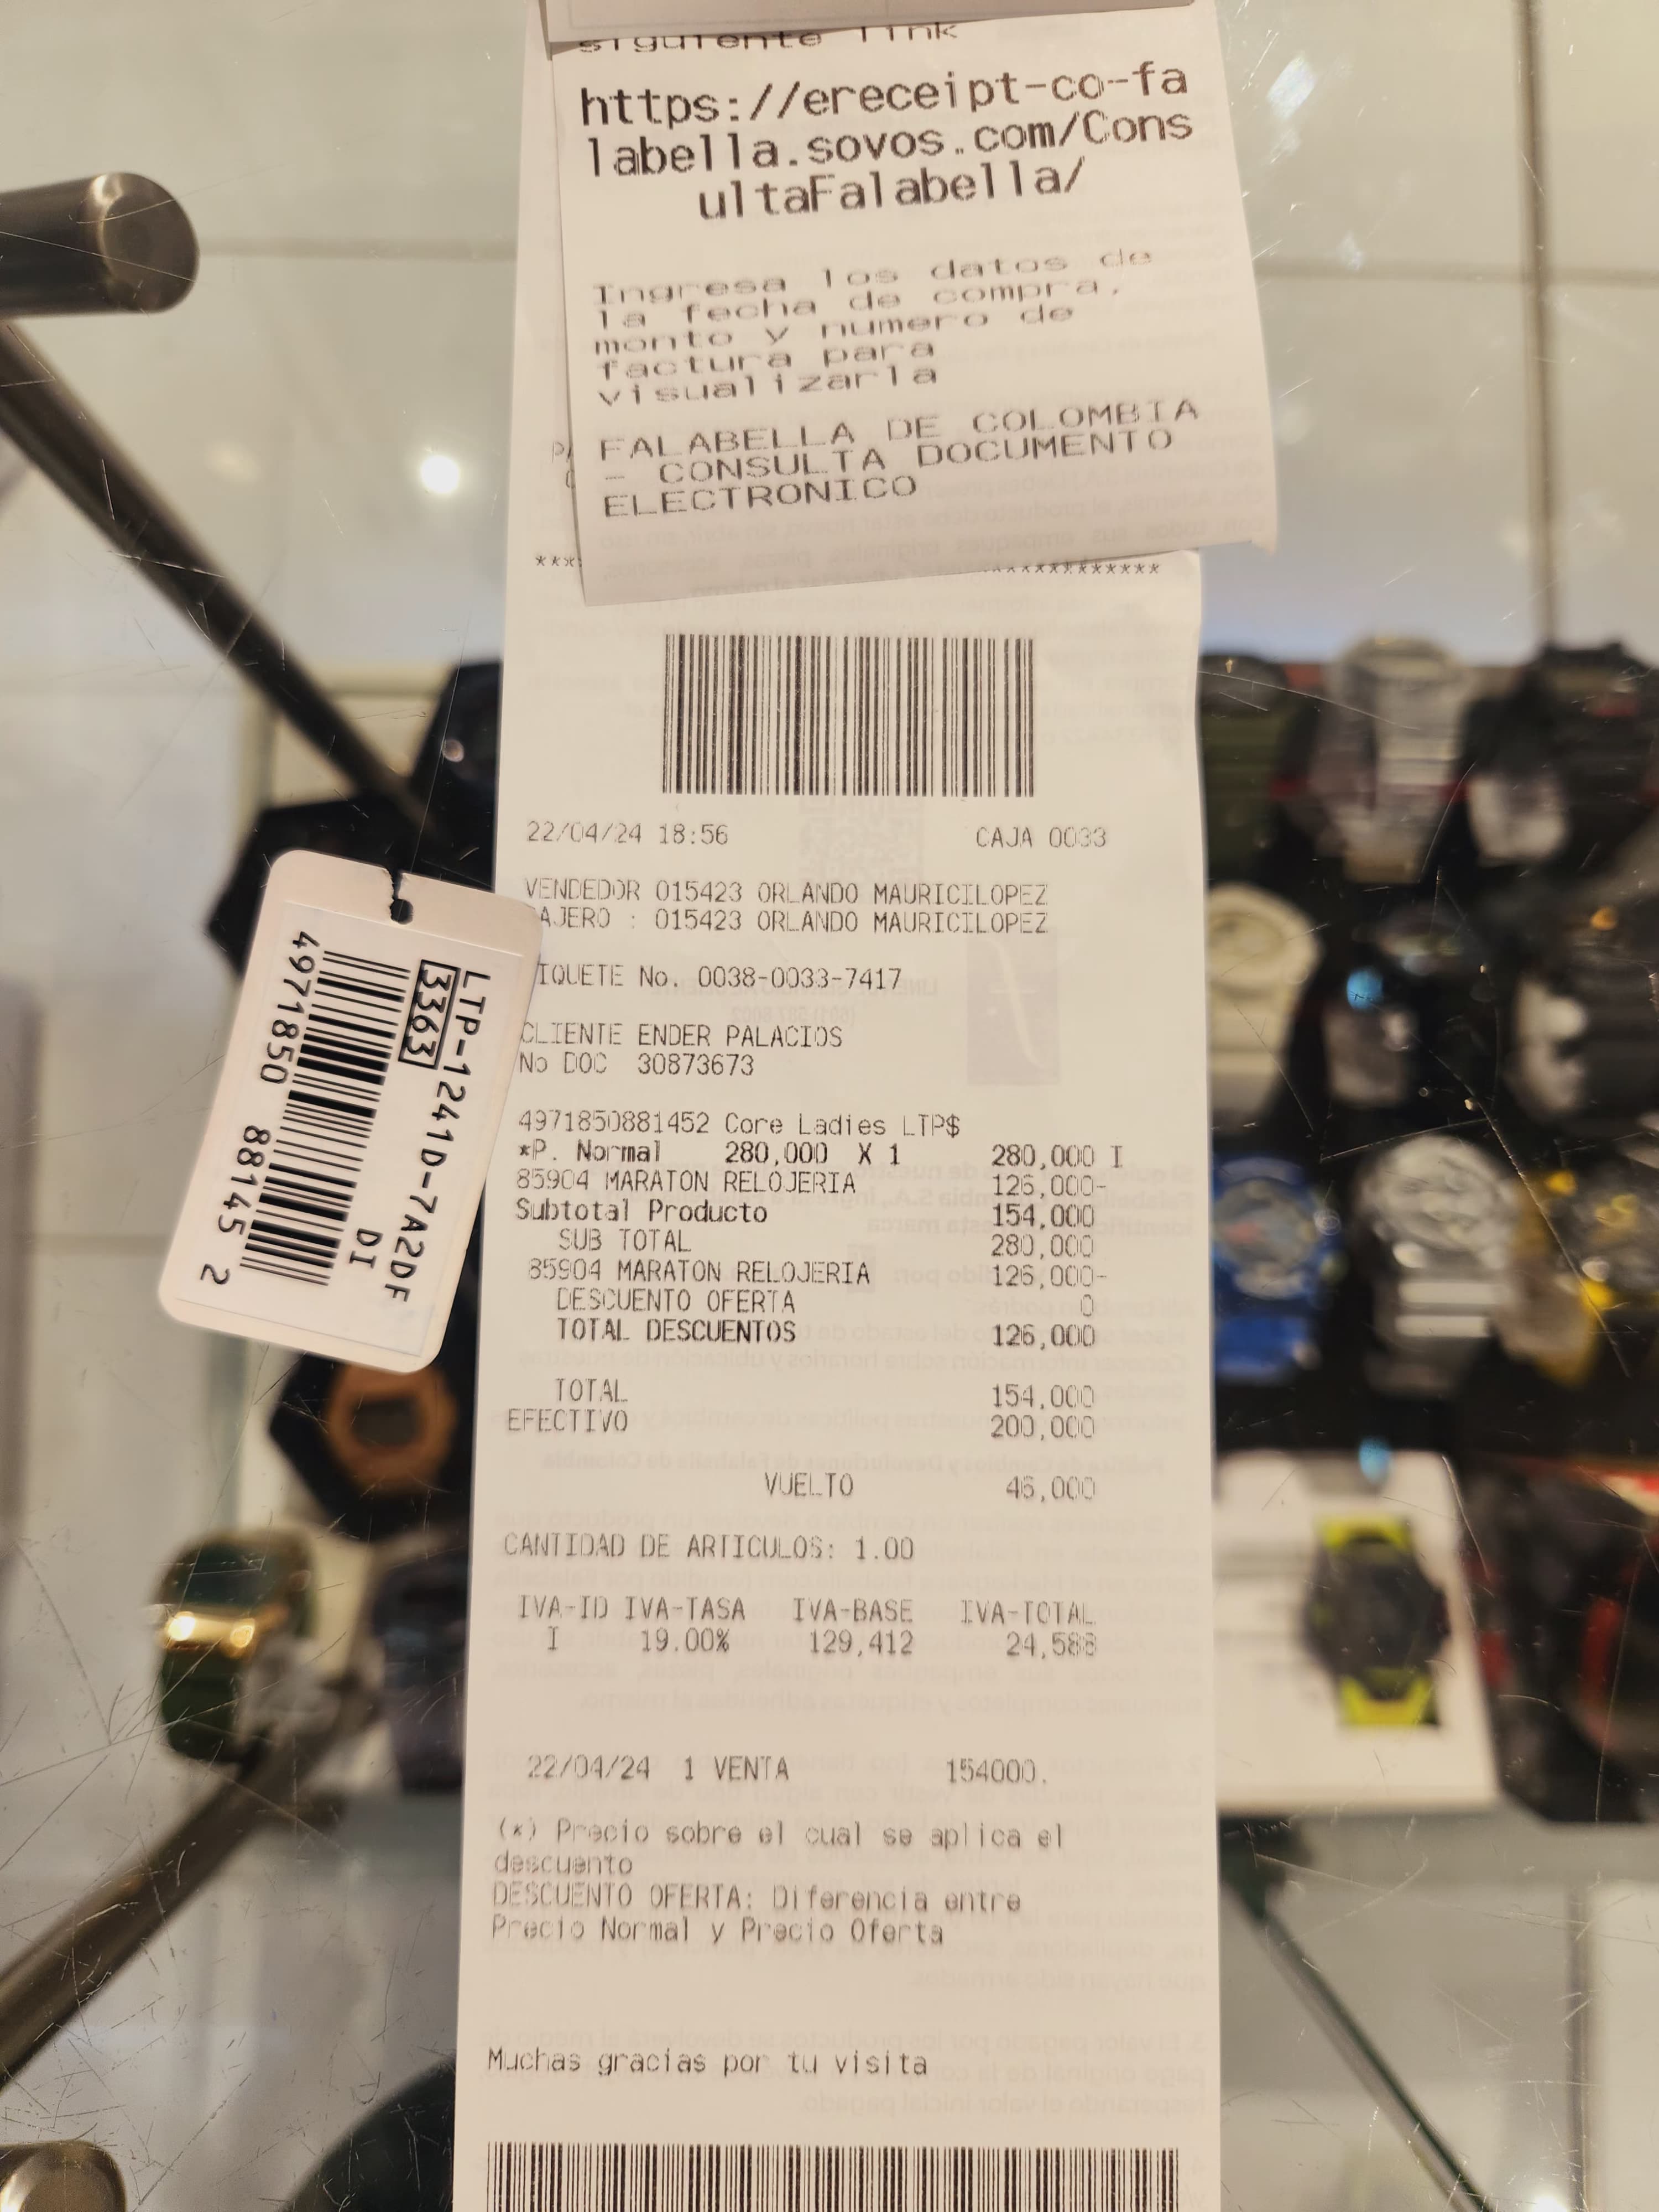 siguiente link
https://ereceipt-co-fa
labella.sovos.com/Cons
ultaFalabella/
Ingresa los datos de
la fecha de compra,
monto y numero de
factura para
visualizarla
FALABELLA DE COLOMBIA
- CONSULTA DOCUMENTO
ELECTRONICO
22/04/24 18:56 CAJA 0033
VENDEDOR 015423 ORLANDO MAURICILOPEZ
AJERO : 015423 ORLANDO MAURICILOPEZ
IQUETE No. 0038-0033-7417
CLIENTE ENDER PALACIOS
No DOC 30873673
4971850881452 Core Ladies LTP$
*P. Normal 280,000 X 1 280,000 I
85904 MARATON RELOJERIA 126,000-
Subtotal Producto 154,000
SUB TOTAL 280,000
85904 MARATON RELOJERIA 126,000-
DESCUENTO OFERTA 0
TOTAL DESCUENTOS 126,000
TOTAL 154,000
EFECTIVO 200,000
VUELTO 46,000
CANTIDAD DE ARTICULOS: 1.00
IVA-ID IVA-TASA IVA-BASE IVA-TOTAL
I 19.00% 129,412 24,588
22/04/24 1 VENTA 154000.
(*) Precio sobre el cual se aplica el
descuento
DESCUENTO OFERTA: Diferencia entre
Precio Normal y Precio Oferta
Muchas gracias por tu visita
LTP-1241D-7A2DF
3363 DI
4971850 88145 2